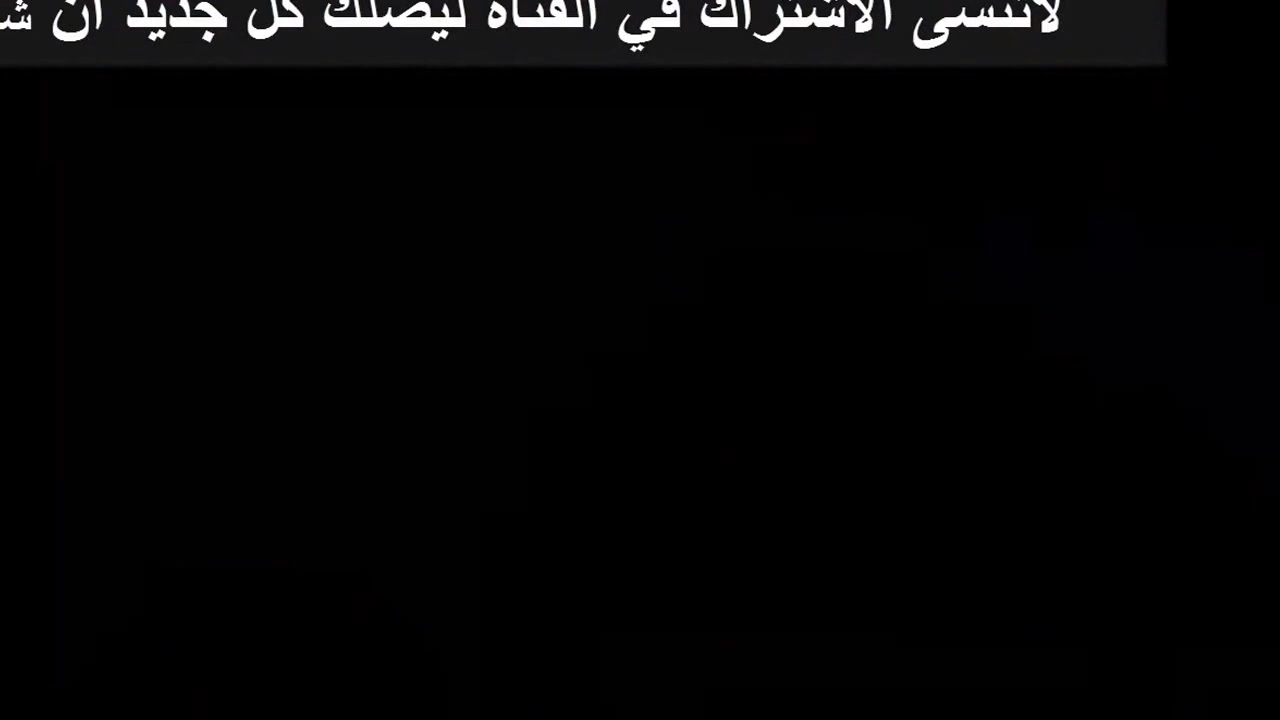 لاتنسى الاشتراك في القناة ليصلك كل جديد ان